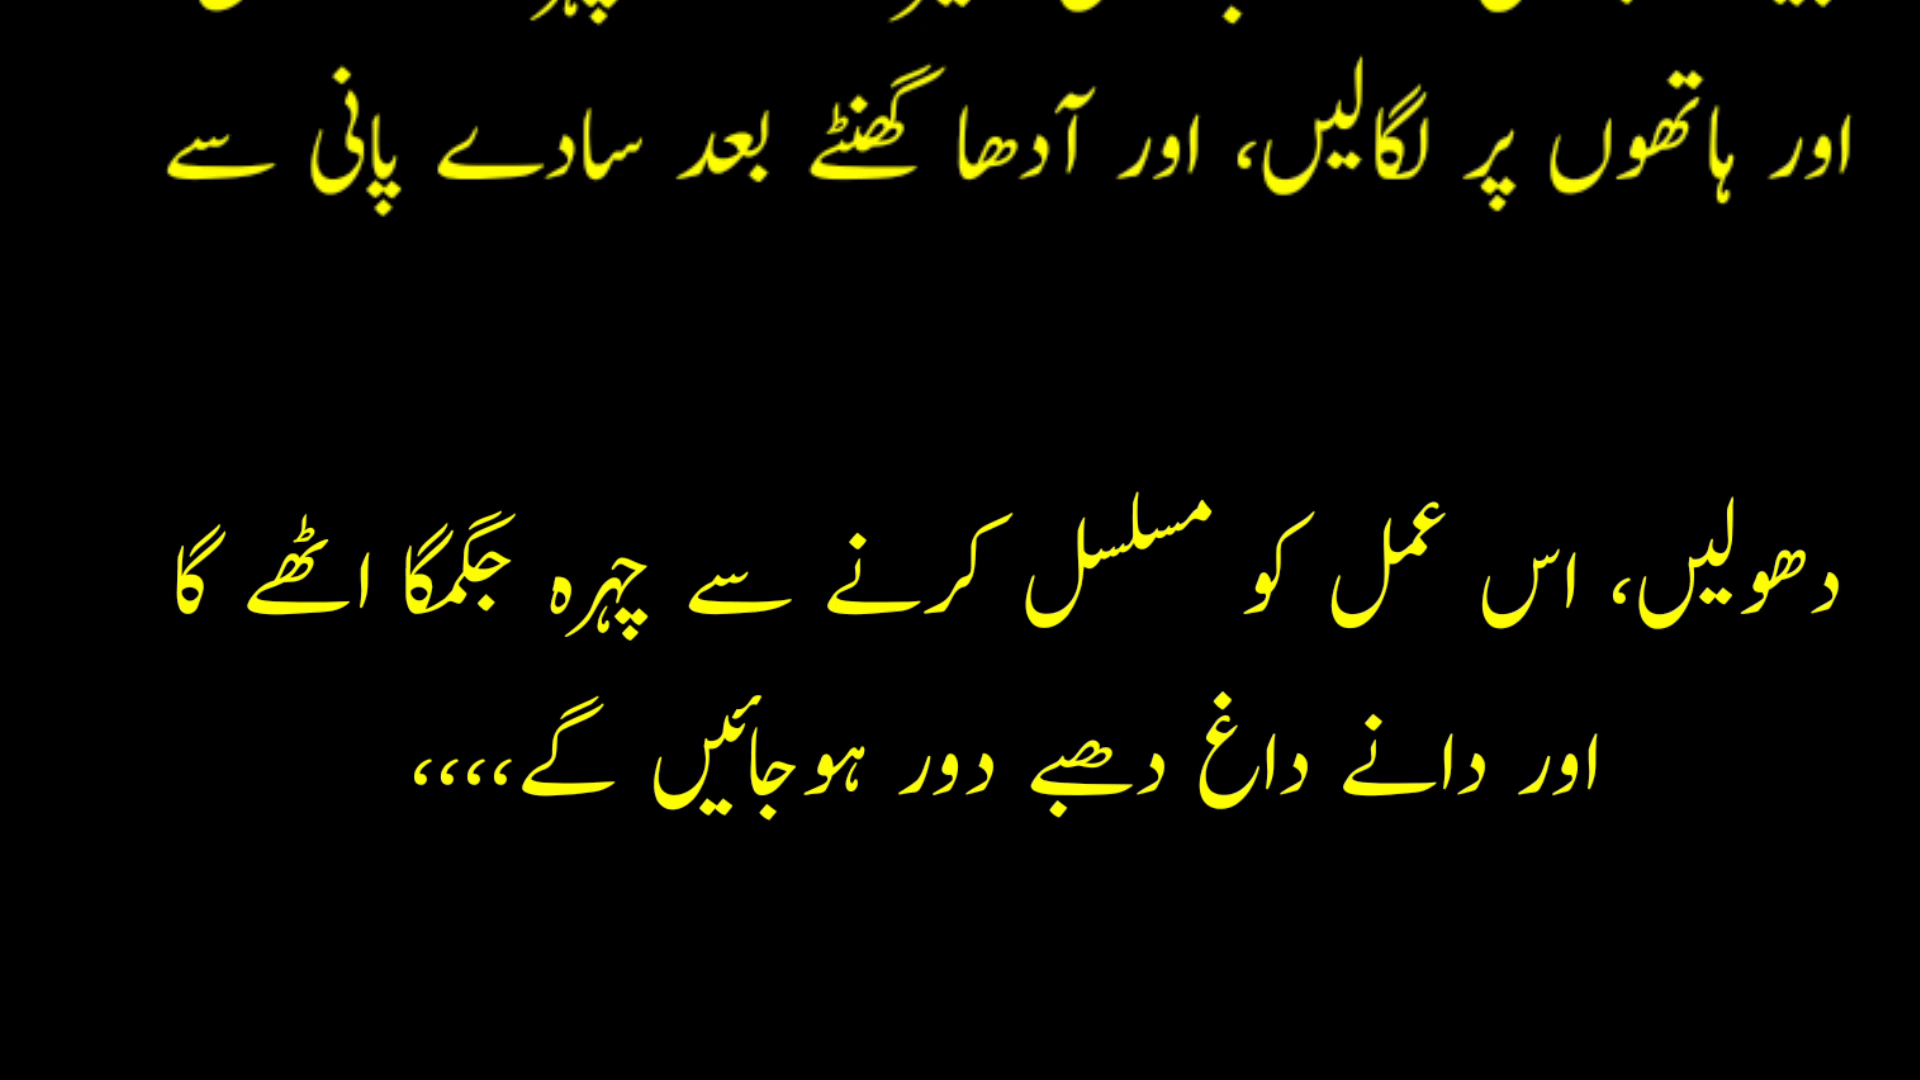 اور ہاتھوں پر لگالیں، اور آدھا گھنٹے بعد سادے پانی سے
دھولیں، اس عمل کو مسلسل کرنے سے چہرہ جگمگا اٹھے گا
اور دانے داغ دھبے دور ہوجائیں گے،،،،